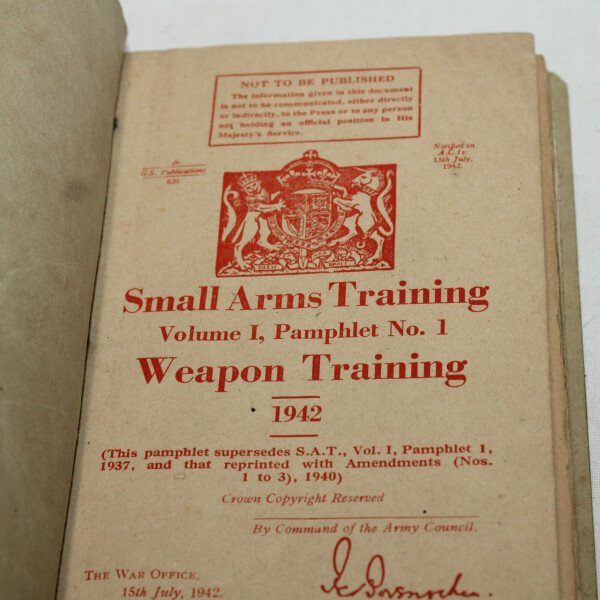 NOT TO BE PUBLISHED
The information given in this document
is not to be communicated, either directly
or indirectly, to the Press or to any person
not holding an official position in His
Majesty's Service.
26
G.S. Publications
626
Notified in
A.C.Is.
15th July,
1942.
Small Arms Training
Volume I, Pamphlet No. 1
Weapon Training
1942
(This pamphlet supersedes S.A.T., Vol. I, Pamphlet 1,
1937, and that reprinted with Amendments (Nos.
1 to 3), 1940)
Crown Copyright Reserved
By Command of the Army Council,
THE WAR OFFICE,
15th July, 1942.